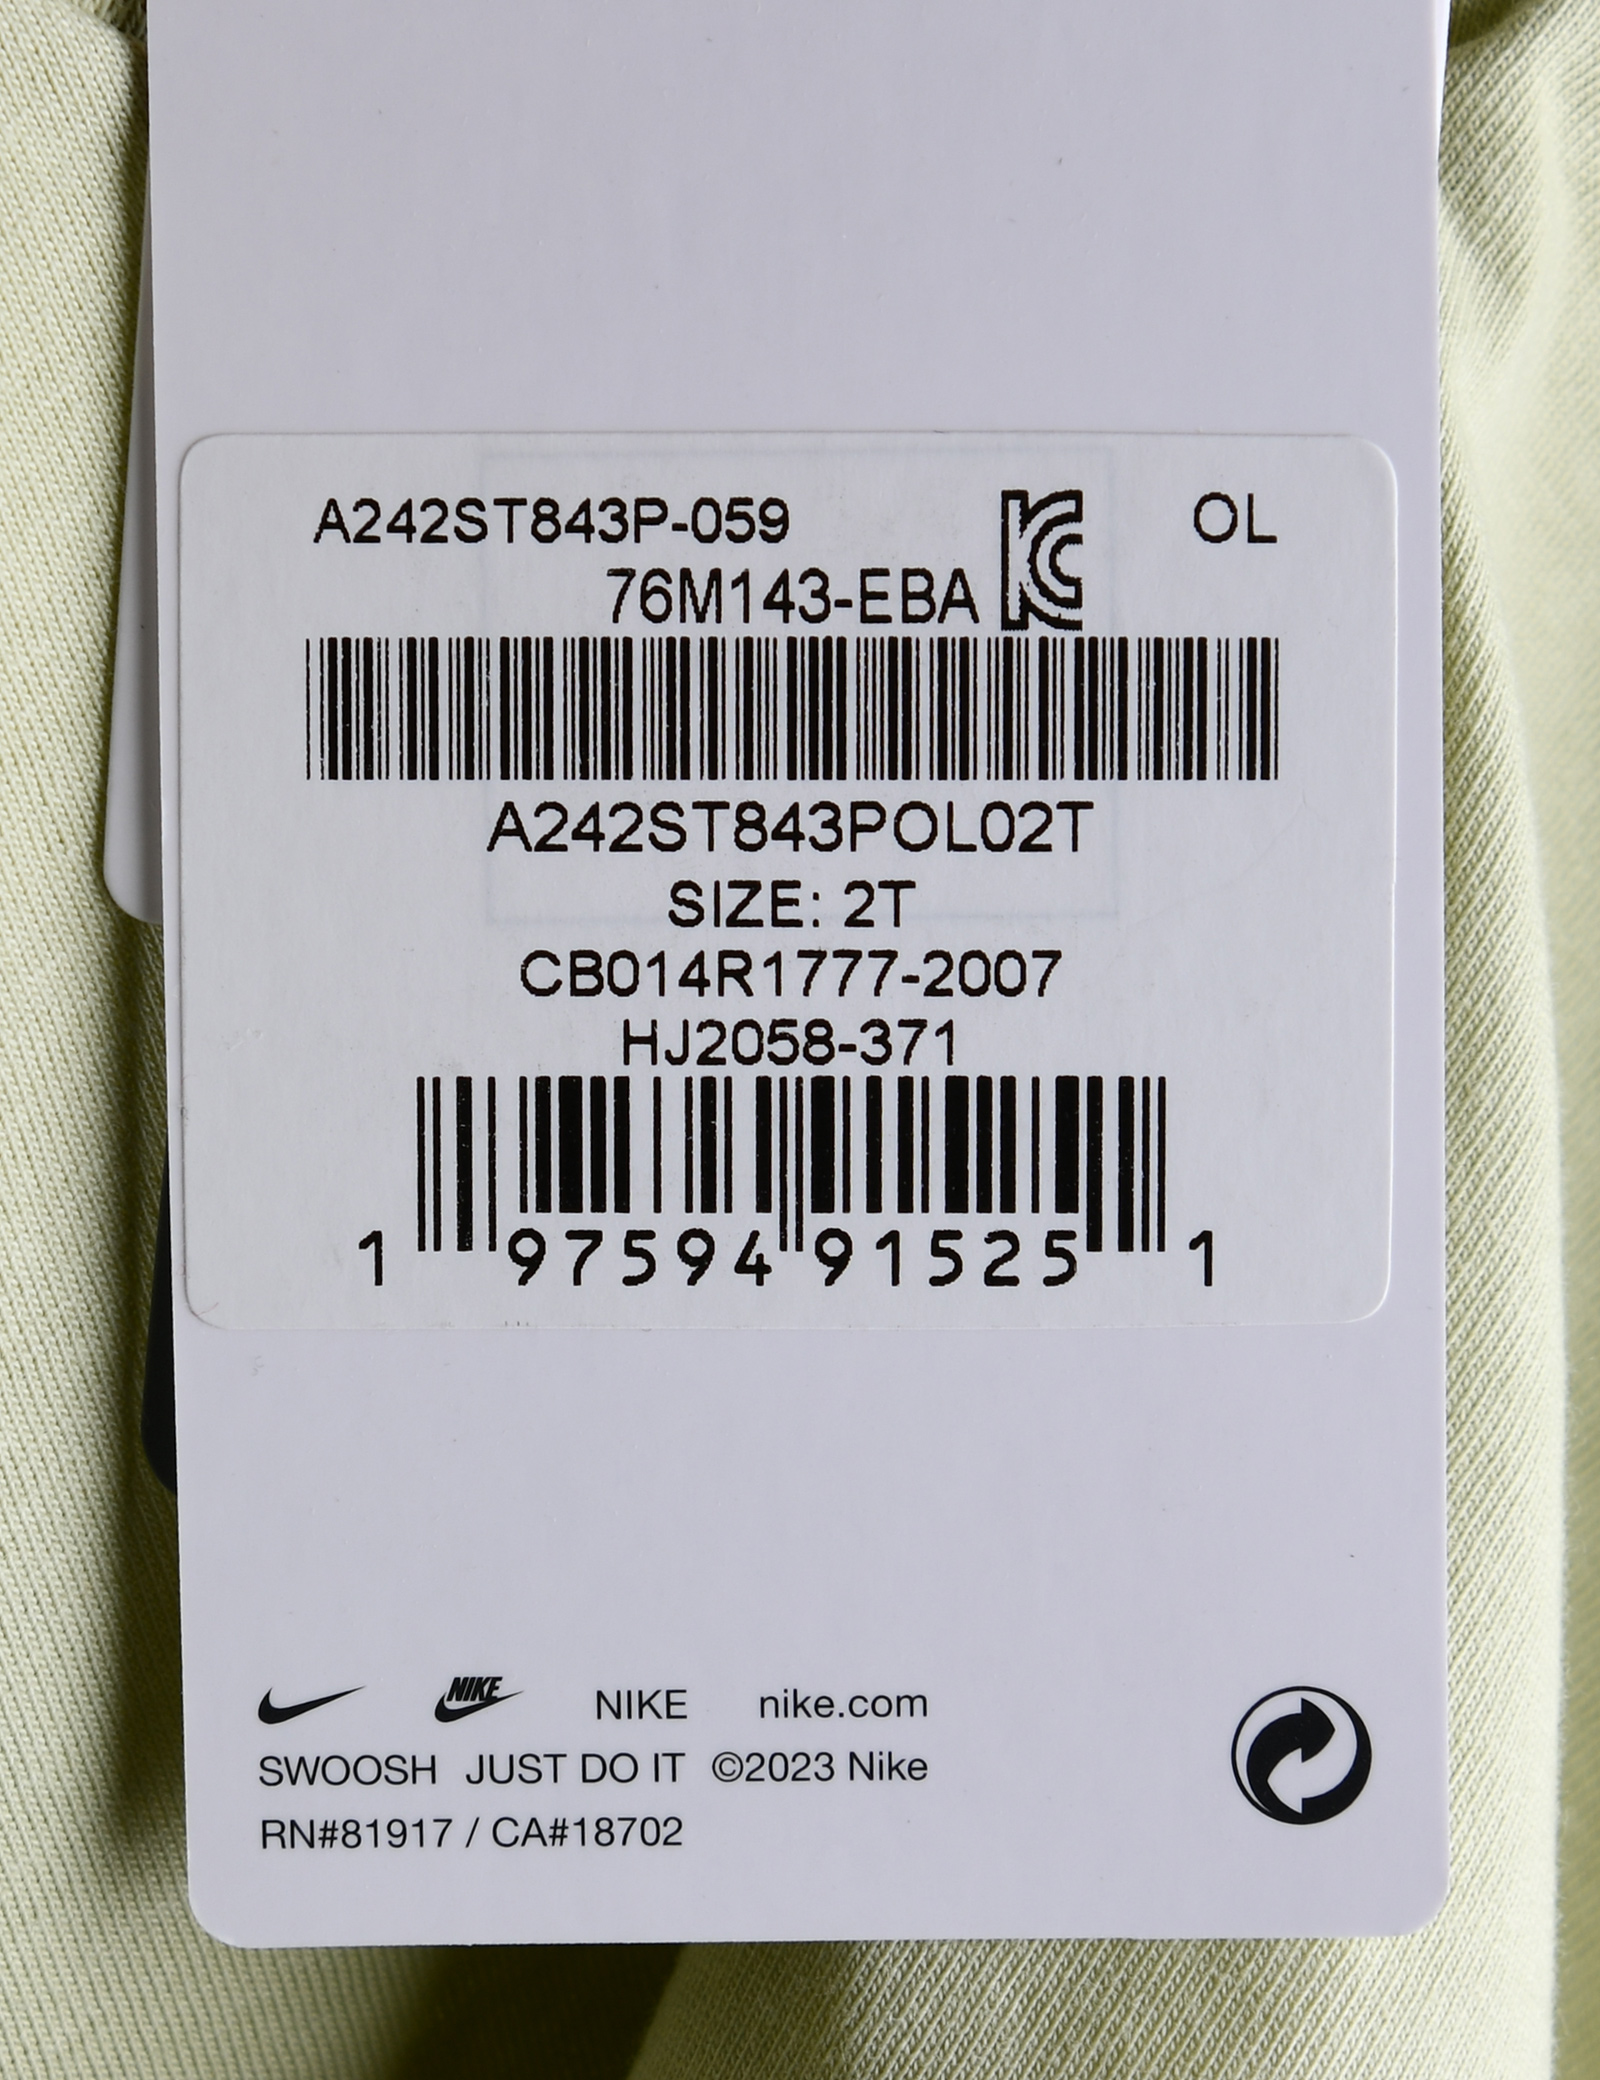 A242ST843P-059 OL
76M143-EBA
A242ST843POL02T
SIZE: 2T
CB014R1777-2007
HJ2058-371
1 97594 91525 1
NIKE NIKE nike.com
SWOOSH JUST DO IT ©2023 Nike
RN#81917 / CA#18702